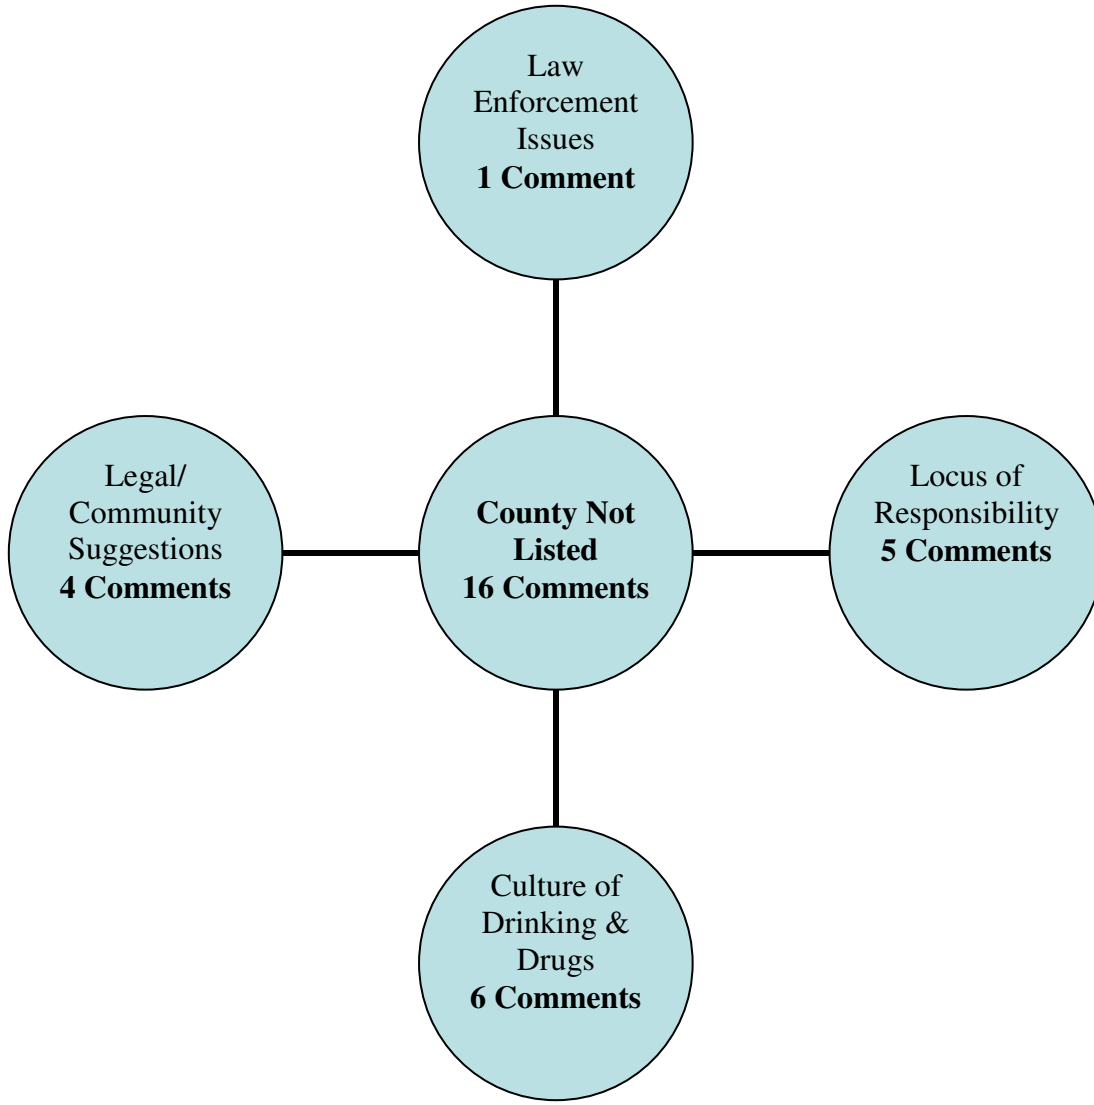 Law
Enforcement
Issues
1 Comment
Legal/
Community
Suggestions
4 Comments
County Not
Listed
16 Comments
Locus of
Responsibility
5 Comments
Culture of
Drinking &
Drugs
6 Comments